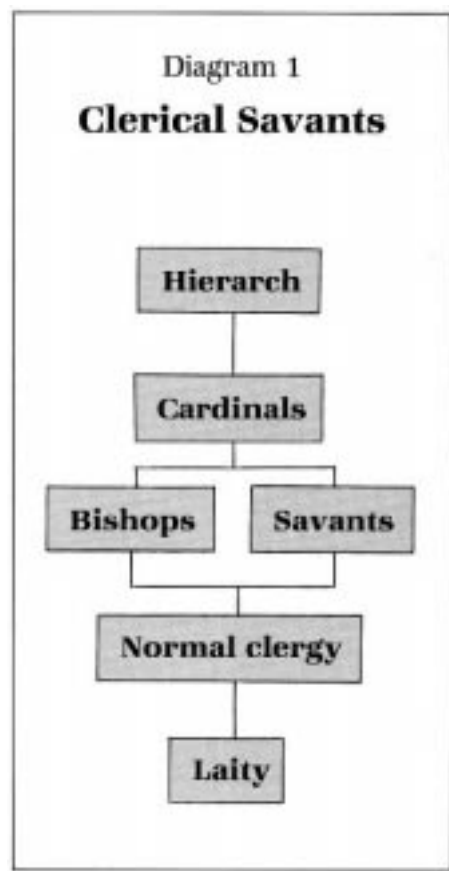 Diagram 1
Clerical Savants
Hierarch
Cardinals
Bishops Savants
Normal clergy
Laity